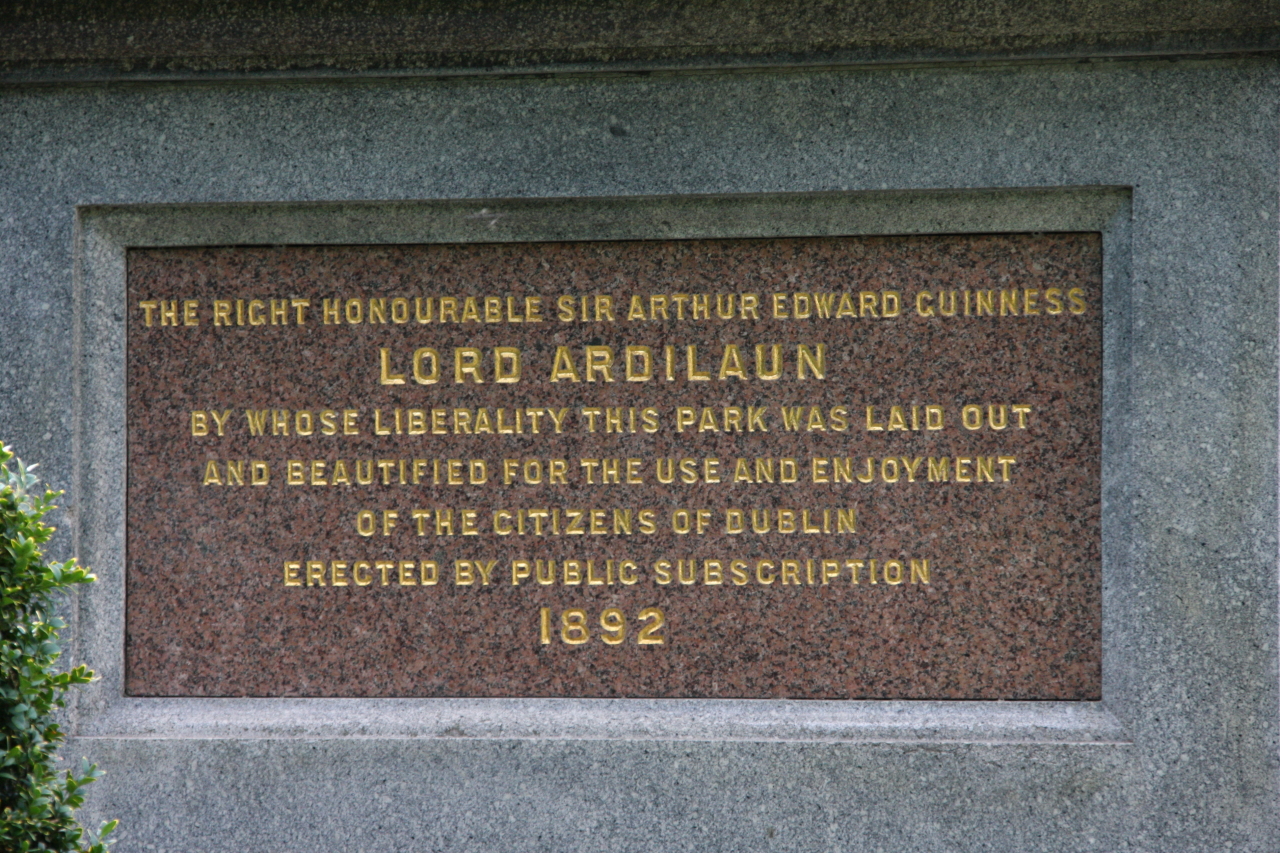 THE RIGHT HONOURABLE SIR ARTHUR EDWARD GUINNESS
LORD ARDILAUN
BY WHOSE LIBERALITY THIS PARK WAS LAID OUT
AND BEAUTIFIED FOR THE USE AND ENJOYMENT
OF THE CITIZENS OF DUBLIN
ERECTED BY PUBLIC SUBSCRIPTION
1892